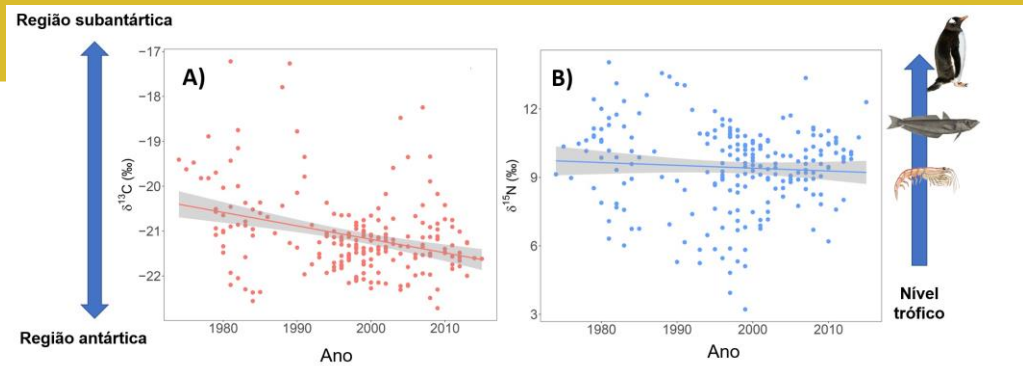 Região subantártica
A)
−17
−18
−19
−20
−21
−22
δ¹³C (‰)
1980
1990
2000
2010
Ano
Região antártica
B)
12
9
6
3
δ¹⁵N (‰)
1980
1990
2000
2010
Ano
Nível
trófico